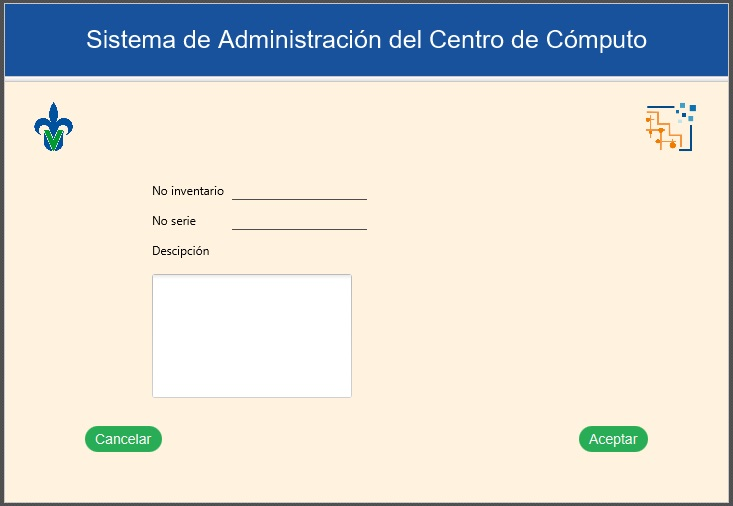 Sistema de Administración del Centro de Cómputo
No inventario
No serie
Descipción
Cancelar
Aceptar